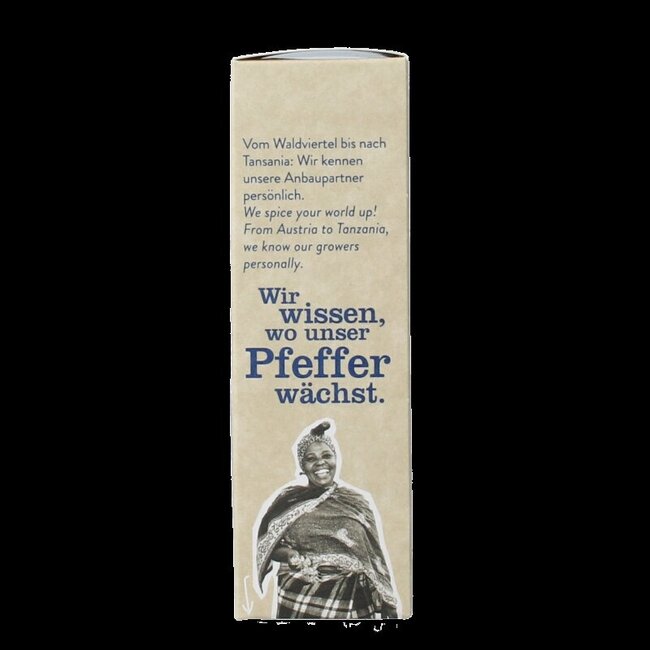 Vom Waldviertel bis nach
Tansania: Wir kennen
unsere Anbaupartner
persönlich.
We spice your world up!
From Austria to Tanzania,
we know our growers
personally.
Wir
wissen,
wo unser
Pfeffer
wächst.